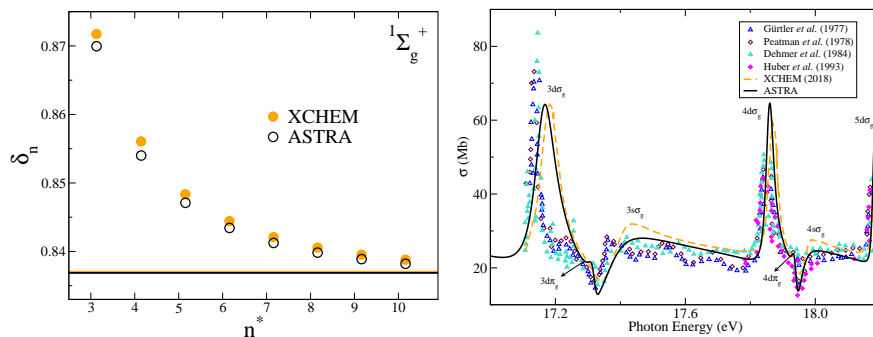 0.87
0.86
0.85
0.84
δn
3 4 5 6 7 8 9 10
n*
¹Σg⁺
XCHEM
ASTRA
80
60
40
20
σ (Mb)
17.2 17.6 18.0
Photon Energy (eV)
Gürtler et al. (1977)
Peatman et al. (1978)
Dehmer et al. (1984)
Huber et al. (1993)
XCHEM (2018)
ASTRA
3dσg
4dσg
5dσg
3sσg
4sσg
3dπg
4dπg